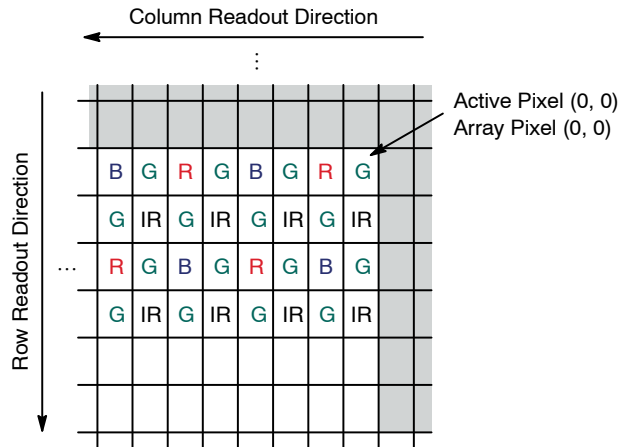 Column Readout Direction
...
Active Pixel (0, 0)
Array Pixel (0, 0)
B G R G B G R G
G IR G IR G IR G IR
... R G B G R G B G
G IR G IR G IR G IR
Row Readout Direction